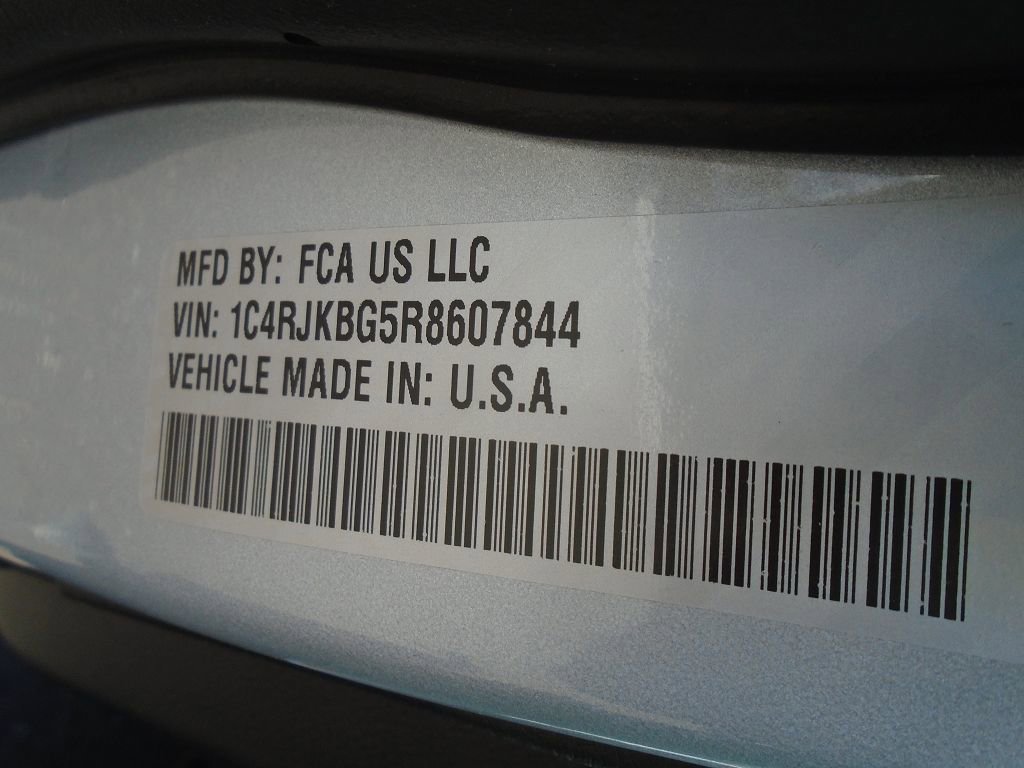 MFD BY: FCA US LLC
VIN: 1C4RJKBG5R8607844
VEHICLE MADE IN: U.S.A.